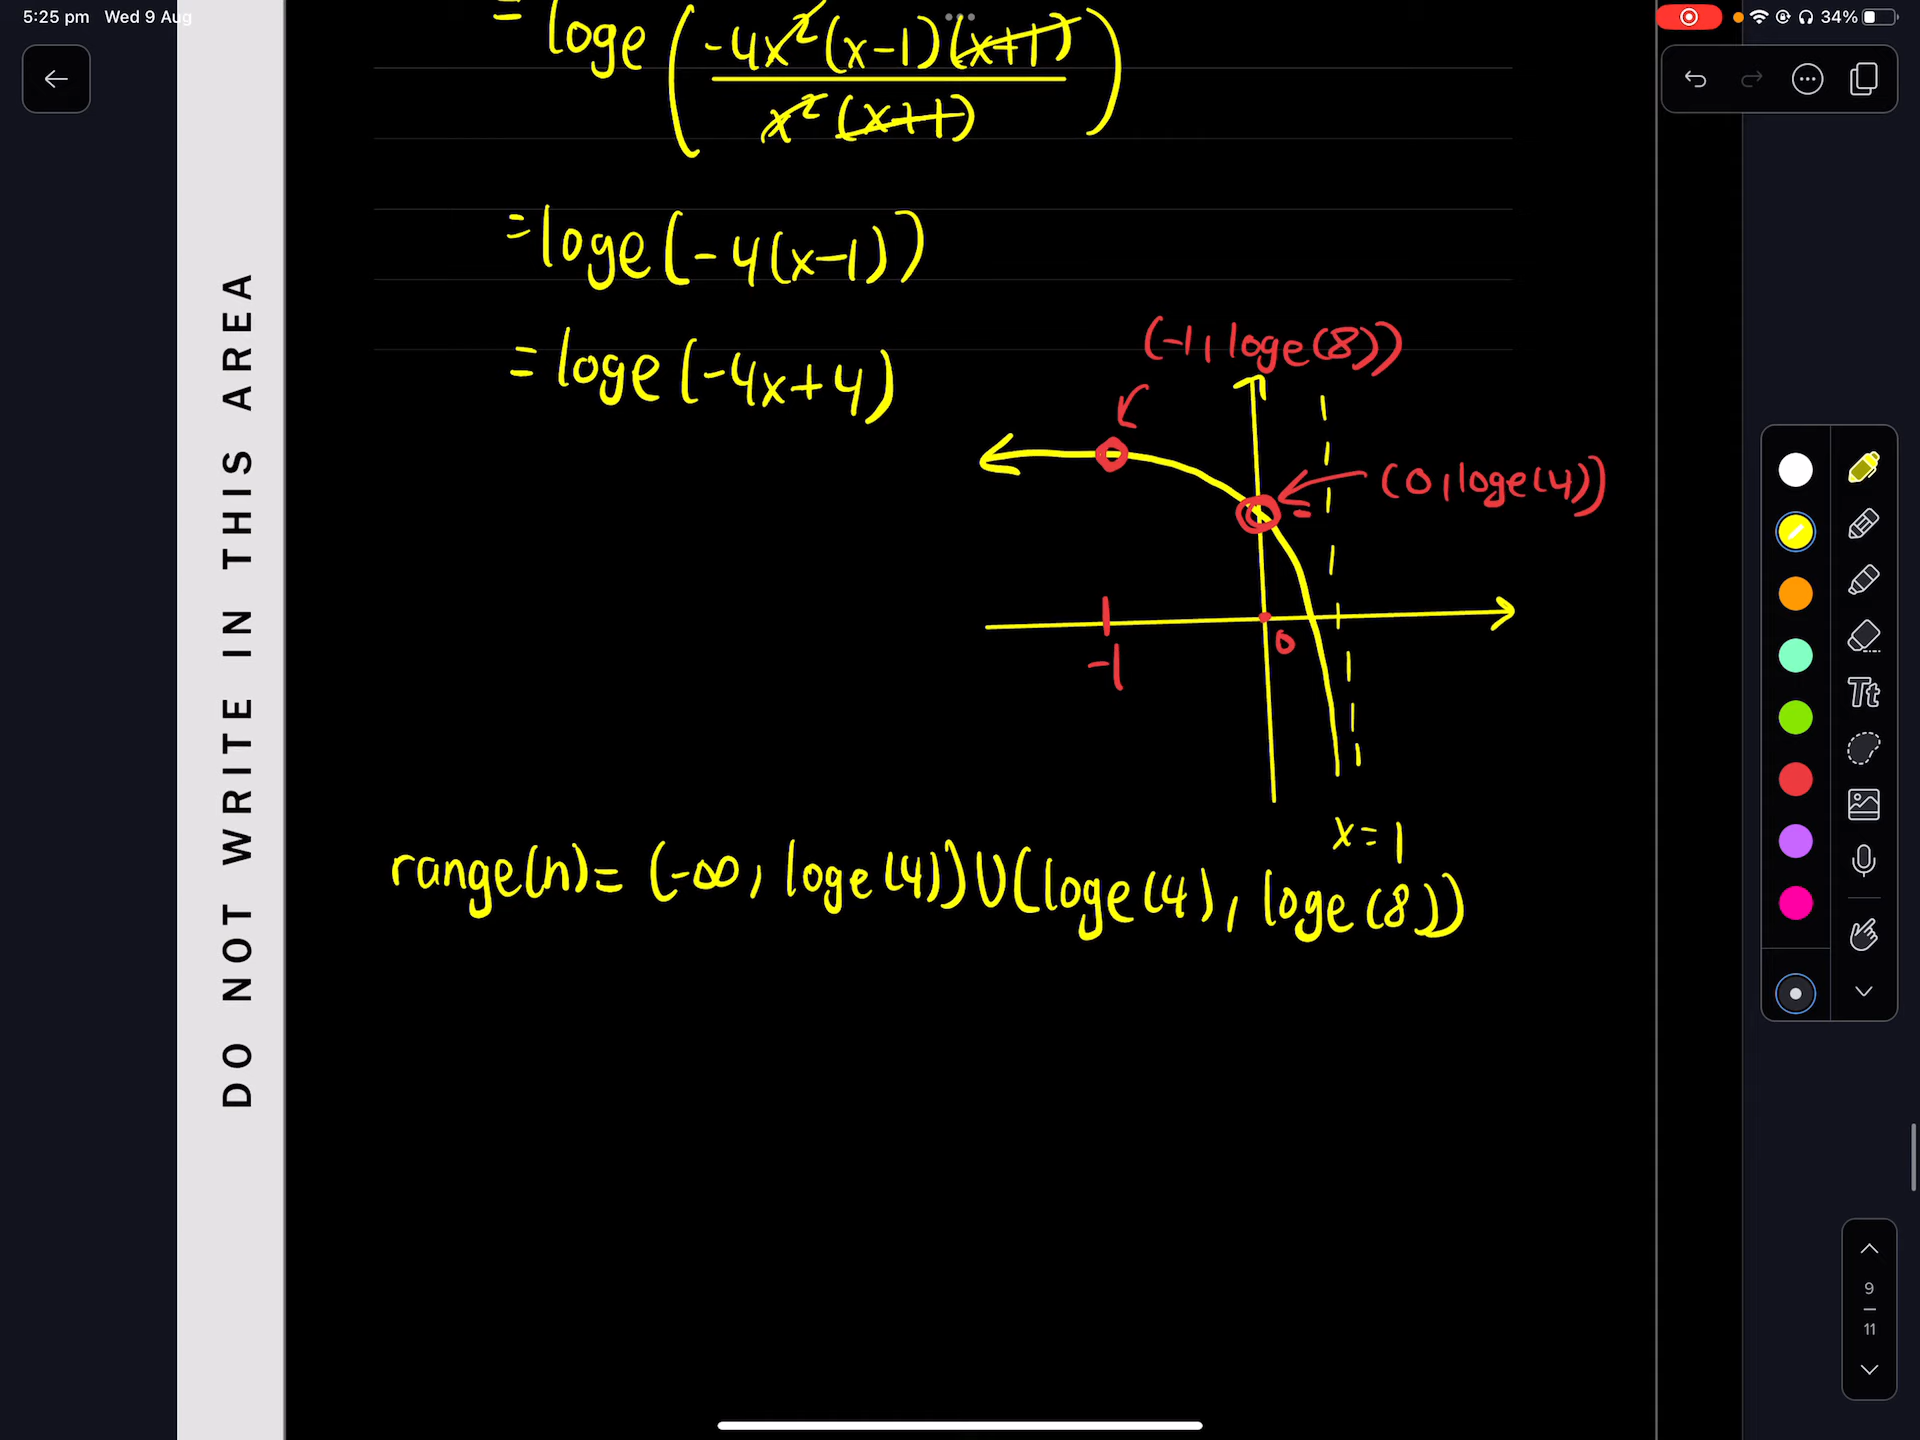 5:25 pm Wed 9 Aug
34%
= loge (-4x²(x-1)(x+1)
x²(x+1))
= loge (-4(x-1))
= loge (-4x+4)
(-1, loge(8))
(0, loge(4))
=
-1
0
x = 1
range(h) = (-∞, loge(4)) ∪ (loge(4), loge(8))
DO NOT WRITE IN THIS AREA
Tt
9
11